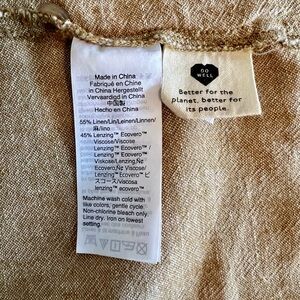 Made in China
Fabriqué en Chine
In China Hergestellt
Vervaardigd in China
中国製
Hecho en China
55% Linen/Lin/Leinen/Linnen/
麻/lino
45% Lenzing™ Ecovero™
Viscose/Viscose
Lenzing™ Ecovero™/
Viskose Lenzing™
Ecovero™/Viscose
Lenzing™ Ecovero™/ビ
スコース/viscosa
lenzing™ ecovero™
Machine wash cold with
like colors, gentle cycle.
Non-chlorine bleach only.
Line dry. Iron on lowest
setting.
DO
WELL
Better for the
planet, better for
its people.